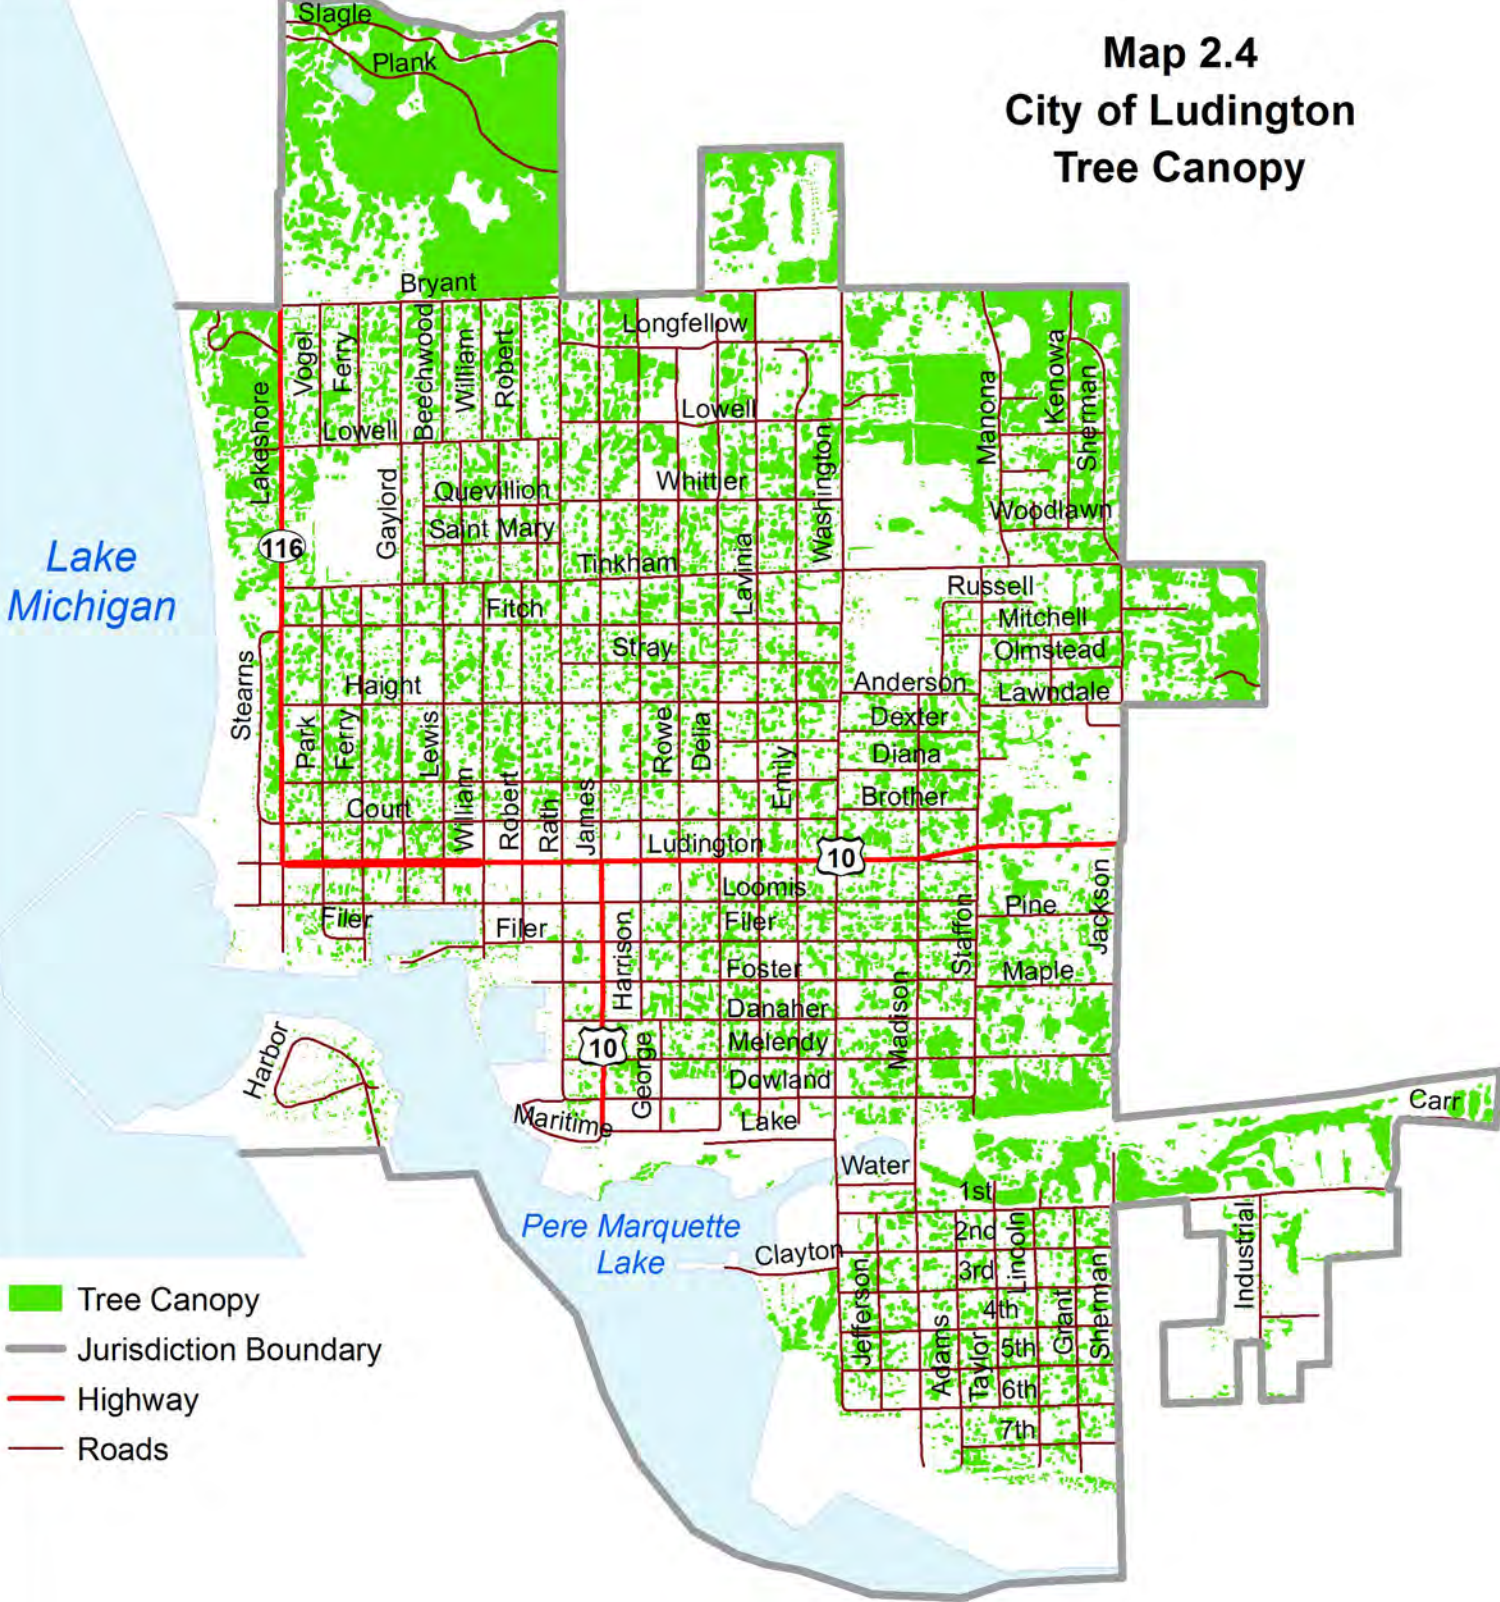 Map 2.4
City of Ludington
Tree Canopy
Slagle
Plank
Bryant
Longfellow
Vogel
Ferry
Beechwood
William
Robert
Lakeshore
Lowell
Lowell
Manona
Kenowa
Sherman
Washington
Gaylord
Quevillion
Whittier
Saint Mary
Woodlawn
116
Lake
Michigan
Tinkham
Lavinia
Fitch
Russell
Mitchell
Stray
Olmstead
Stearns
Haight
Anderson
Lawndale
Park
Ferry
Lewis
Rowe
Delia
Dexter
Diana
Emily
Court
William
Robert
Rath
James
Brother
Ludington
10
Loomis
Filer
Filer
Filer
Pine
Jackson
Staffon
Harrison
Foster
Maple
Danaher
Madison
Harbor
10
George
Melendy
Dowland
Maritime
Lake
Carr
Water
1st
Pere Marquette
Lake
2nd
Lincoln
Industrial
Clayton
3rd
Jefferson
4th
Grant
Sherman
Adams
Taylor
5th
6th
7th
Tree Canopy
Jurisdiction Boundary
Highway
Roads